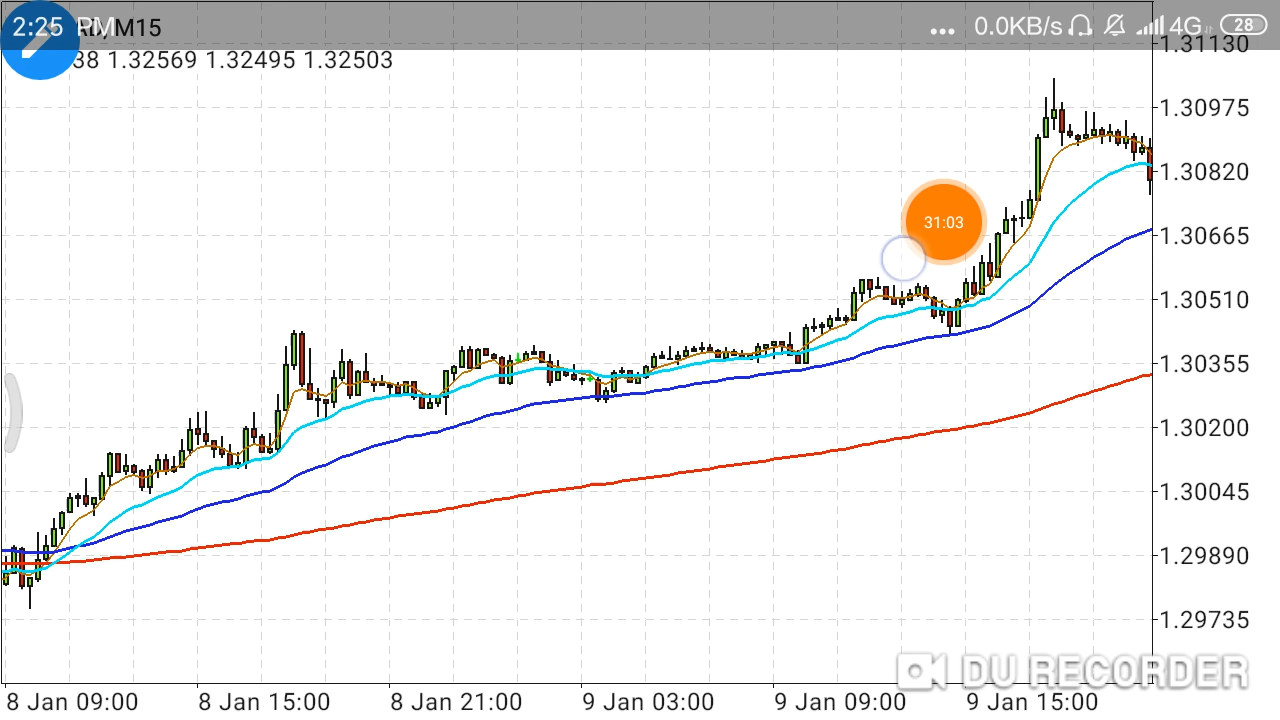 2:25 PM
D,M15
... 0.0KB/s 4G 28
38 1.32569 1.32495 1.32503
1.31130
1.30975
1.30820
31:03
1.30665
1.30510
1.30355
1.30200
1.30045
1.29890
1.29735
DU RECORDER
8 Jan 09:00 8 Jan 15:00 8 Jan 21:00 9 Jan 03:00 9 Jan 09:00 9 Jan 15:00